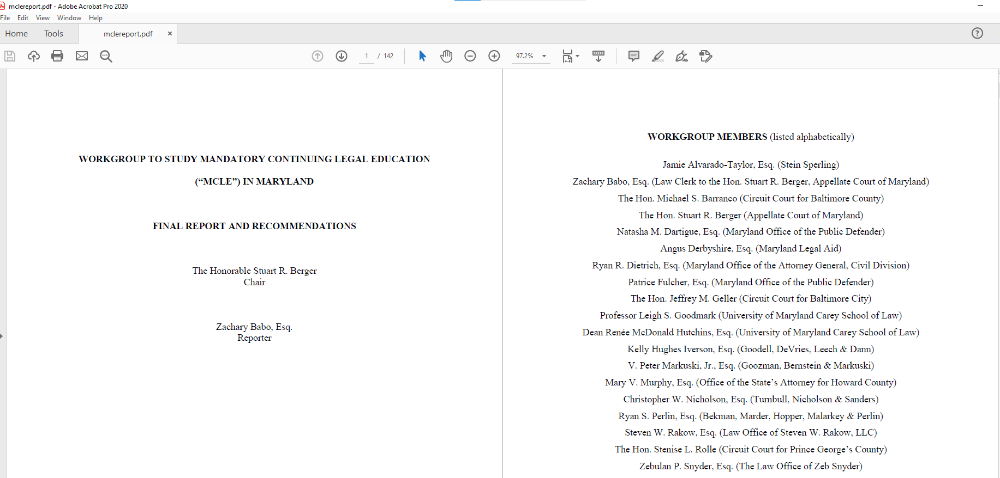 mclereport.pdf - Adobe Acrobat Pro 2020
File Edit View Window Help
Home Tools mclereport.pdf × ?
1 / 142 97.2%
WORKGROUP TO STUDY MANDATORY CONTINUING LEGAL EDUCATION
(“MCLE”) IN MARYLAND
FINAL REPORT AND RECOMMENDATIONS
The Honorable Stuart R. Berger
Chair
Zachary Babo, Esq.
Reporter
WORKGROUP MEMBERS (listed alphabetically)
Jamie Alvarado-Taylor, Esq. (Stein Sperling)
Zachary Babo, Esq. (Law Clerk to the Hon. Stuart R. Berger, Appellate Court of Maryland)
The Hon. Michael S. Barranco (Circuit Court for Baltimore County)
The Hon. Stuart R. Berger (Appellate Court of Maryland)
Natasha M. Dartigue, Esq. (Maryland Office of the Public Defender)
Angus Derbyshire, Esq. (Maryland Legal Aid)
Ryan R. Dietrich, Esq. (Maryland Office of the Attorney General, Civil Division)
Patrice Fulcher, Esq. (Maryland Office of the Public Defender)
The Hon. Jeffrey M. Geller (Circuit Court for Baltimore City)
Professor Leigh S. Goodmark (University of Maryland Carey School of Law)
Dean Renée McDonald Hutchins, Esq. (University of Maryland Carey School of Law)
Kelly Hughes Iverson, Esq. (Goodell, DeVries, Leech & Dann)
V. Peter Markuski, Jr., Esq. (Goozman, Bernstein & Markuski)
Mary V. Murphy, Esq. (Office of the State’s Attorney for Howard County)
Christopher W. Nicholson, Esq. (Turnbull, Nicholson & Sanders)
Ryan S. Perlin, Esq. (Bekman, Marder, Hopper, Malarkey & Perlin)
Steven W. Rakow, Esq. (Law Office of Steven W. Rakow, LLC)
The Hon. Stenise L. Rolle (Circuit Court for Prince George’s County)
Zebulan P. Snyder, Esq. (The Law Office of Zeb Snyder)